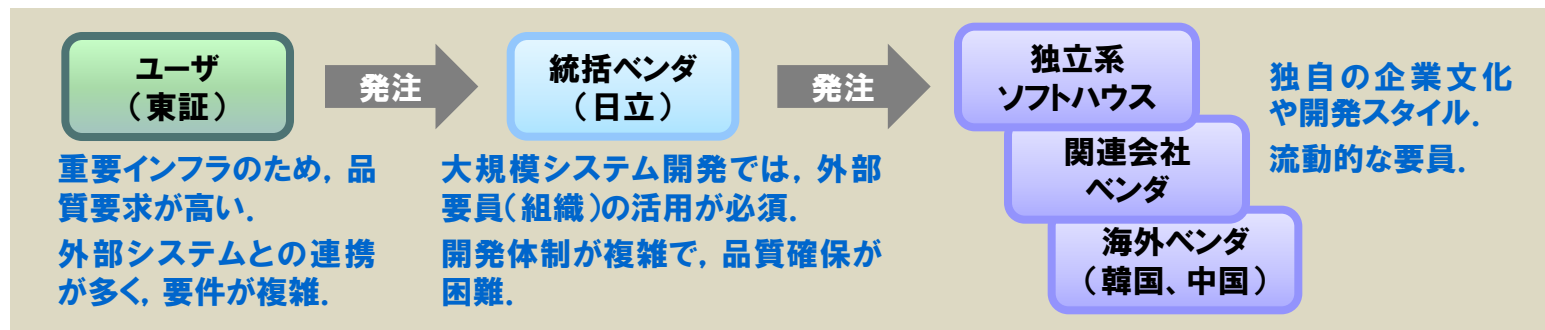 ユーザ
（東証）
発注
統括ベンダ
（日立）
発注
独立系
ソフトハウス
関連会社
ベンダ
海外ベンダ
（韓国、中国）
独自の企業文化
や開発スタイル．
流動的な要員．
重要インフラのため，品
質要求が高い．
外部システムとの連携
が多く，要件が複雑．
大規模システム開発では，外部
要員（組織）の活用が必須．
開発体制が複雑で，品質確保が
困難．